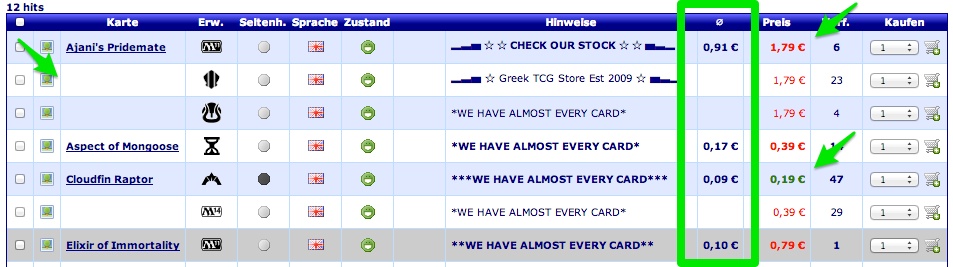 12 hits
Karte Erw. Seltenh. Sprache Zustand Hinweise ø Preis Kaufen
Ajani's Pridemate ▂▃▅ ☆ ☆ CHECK OUR STOCK ☆ ☆ ▅▃▂ 0,91 € 1,79 € 6 1
▂▃▅ ☆ Greek TCG Store Est 2009 ☆ ▅▃▂ 1,79 € 23 1
*WE HAVE ALMOST EVERY CARD* 1,79 € 4 1
Aspect of Mongoose *WE HAVE ALMOST EVERY CARD* 0,17 € 0,39 € 1
Cloudfin Raptor ***WE HAVE ALMOST EVERY CARD*** 0,09 € 0,19 € 47 1
M14 *WE HAVE ALMOST EVERY CARD* 0,39 € 29 1
Elixir of Immortality **WE HAVE ALMOST EVERY CARD** 0,10 € 0,79 € 1 1